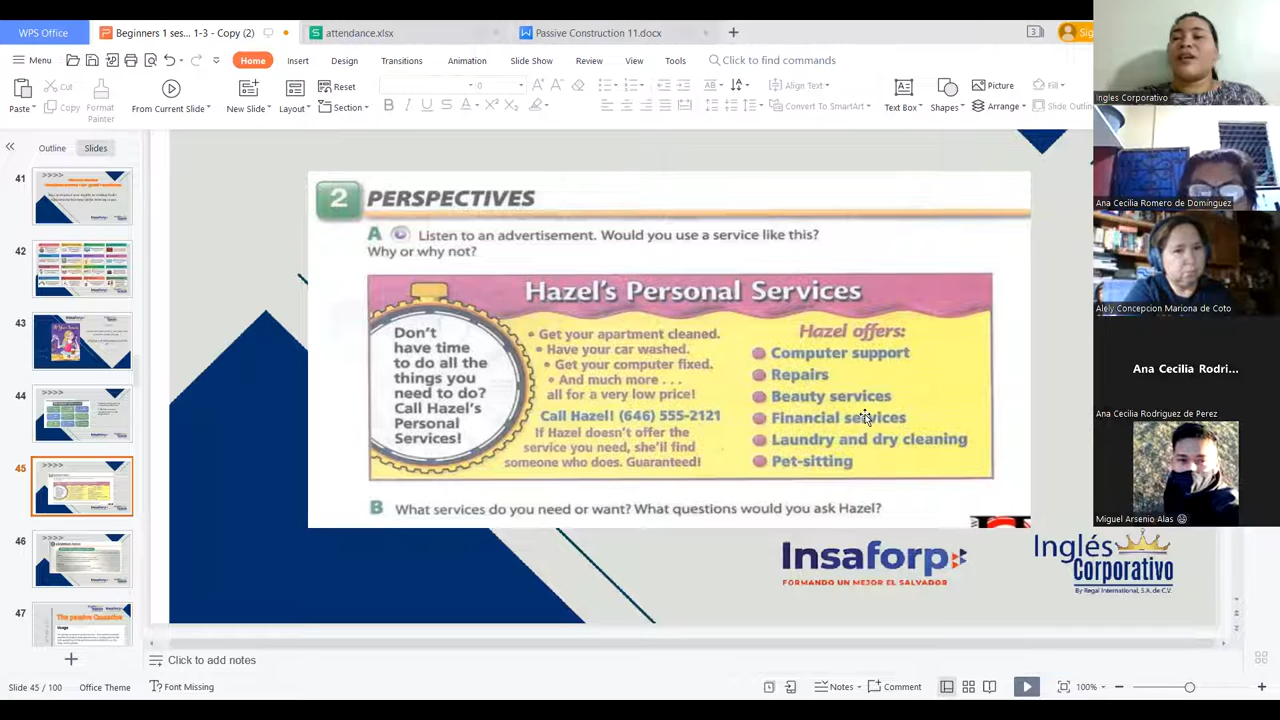 WPS Office
Beginners 1 ses... 1-3 - Copy (2)
attendance.xlsx
Passive Construction 11.docx
Menu
Home
Insert
Design
Transitions
Animation
Slide Show
Review
View
Tools
Click to find commands
Cut
Copy
Paste
Format
Painter
From Current Slide
New Slide
Layout
Reset
Section
Align Text
Convert To SmartArt
Text Box
Shapes
Picture
Arrange
Fill
Outline
Slides
41
42
43
44
45
46
47
2 PERSPECTIVES
A Listen to an advertisement. Would you use a service like this?
Why or why not?
Hazel's Personal Services
Don't
have time
to do all the
things you
need to do?
Call Hazel's
Personal
Services!
• Get your apartment cleaned.
• Have your car washed.
• Get your computer fixed.
• And much more . . .
all for a very low price!
Call Hazel! (646) 555-2121
If Hazel doesn't offer the
service you need, she'll find
someone who does. Guaranteed!
Hazel offers:
Computer support
Repairs
Beauty services
Financial services
Laundry and dry cleaning
Pet-sitting
B What services do you need or want? What questions would you ask Hazel?
Insaforp
FORMANDO UN MEJOR EL SALVADOR
Inglés
Corporativo
By Regal International, S.A. de C.V.
Ingles Corporativo
Ana Cecilia Romero de Domínguez
Alely Concepcion Mariona de Coto
Ana Cecilia Rodri...
Ana Cecilia Rodriguez de Perez
Miguel Arsenio Alas
Click to add notes
Slide 45 / 100
Office Theme
Font Missing
Notes
Comment
100%